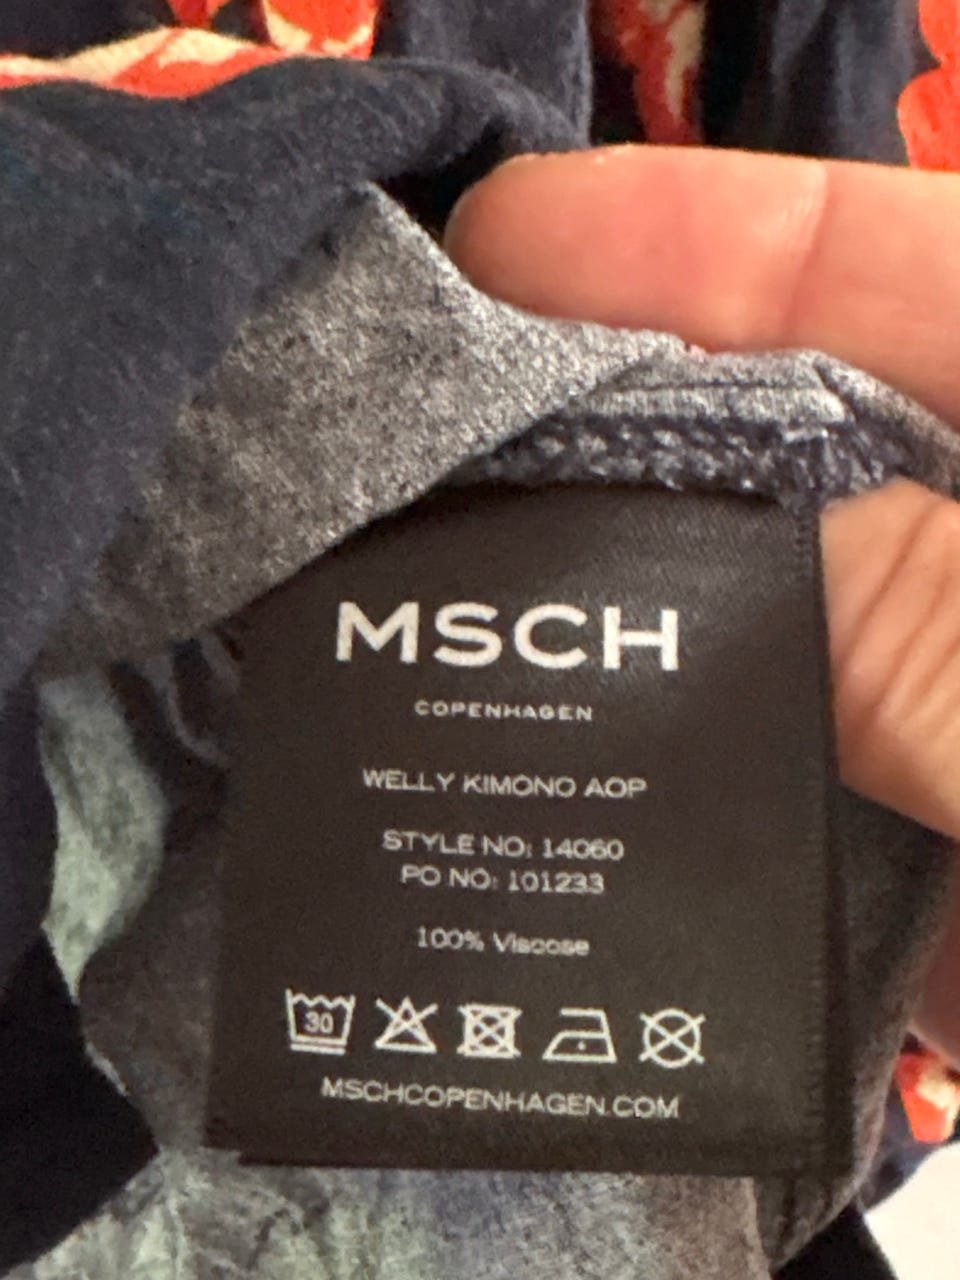 MSCH
COPENHAGEN
WELLY KIMONO AOP
STYLE NO: 14060
PO NO: 101233
100% Viscose
30
MSCHCOPENHAGEN.COM